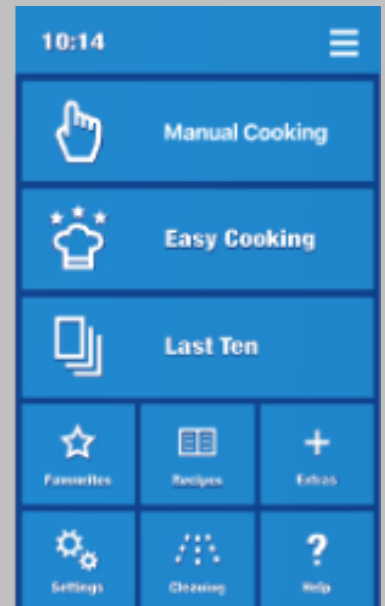 10:14
Manual Cooking
Easy Cooking
Last Ten
Favourites Recipes Extras
Settings Cleaning Help